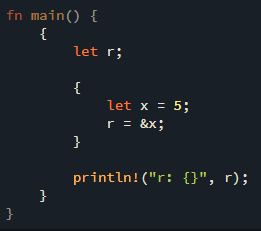 fn main() {
    {
        let r;

        {
            let x = 5;
            r = &x;
        }

        println!("r: {}", r);
    }
}